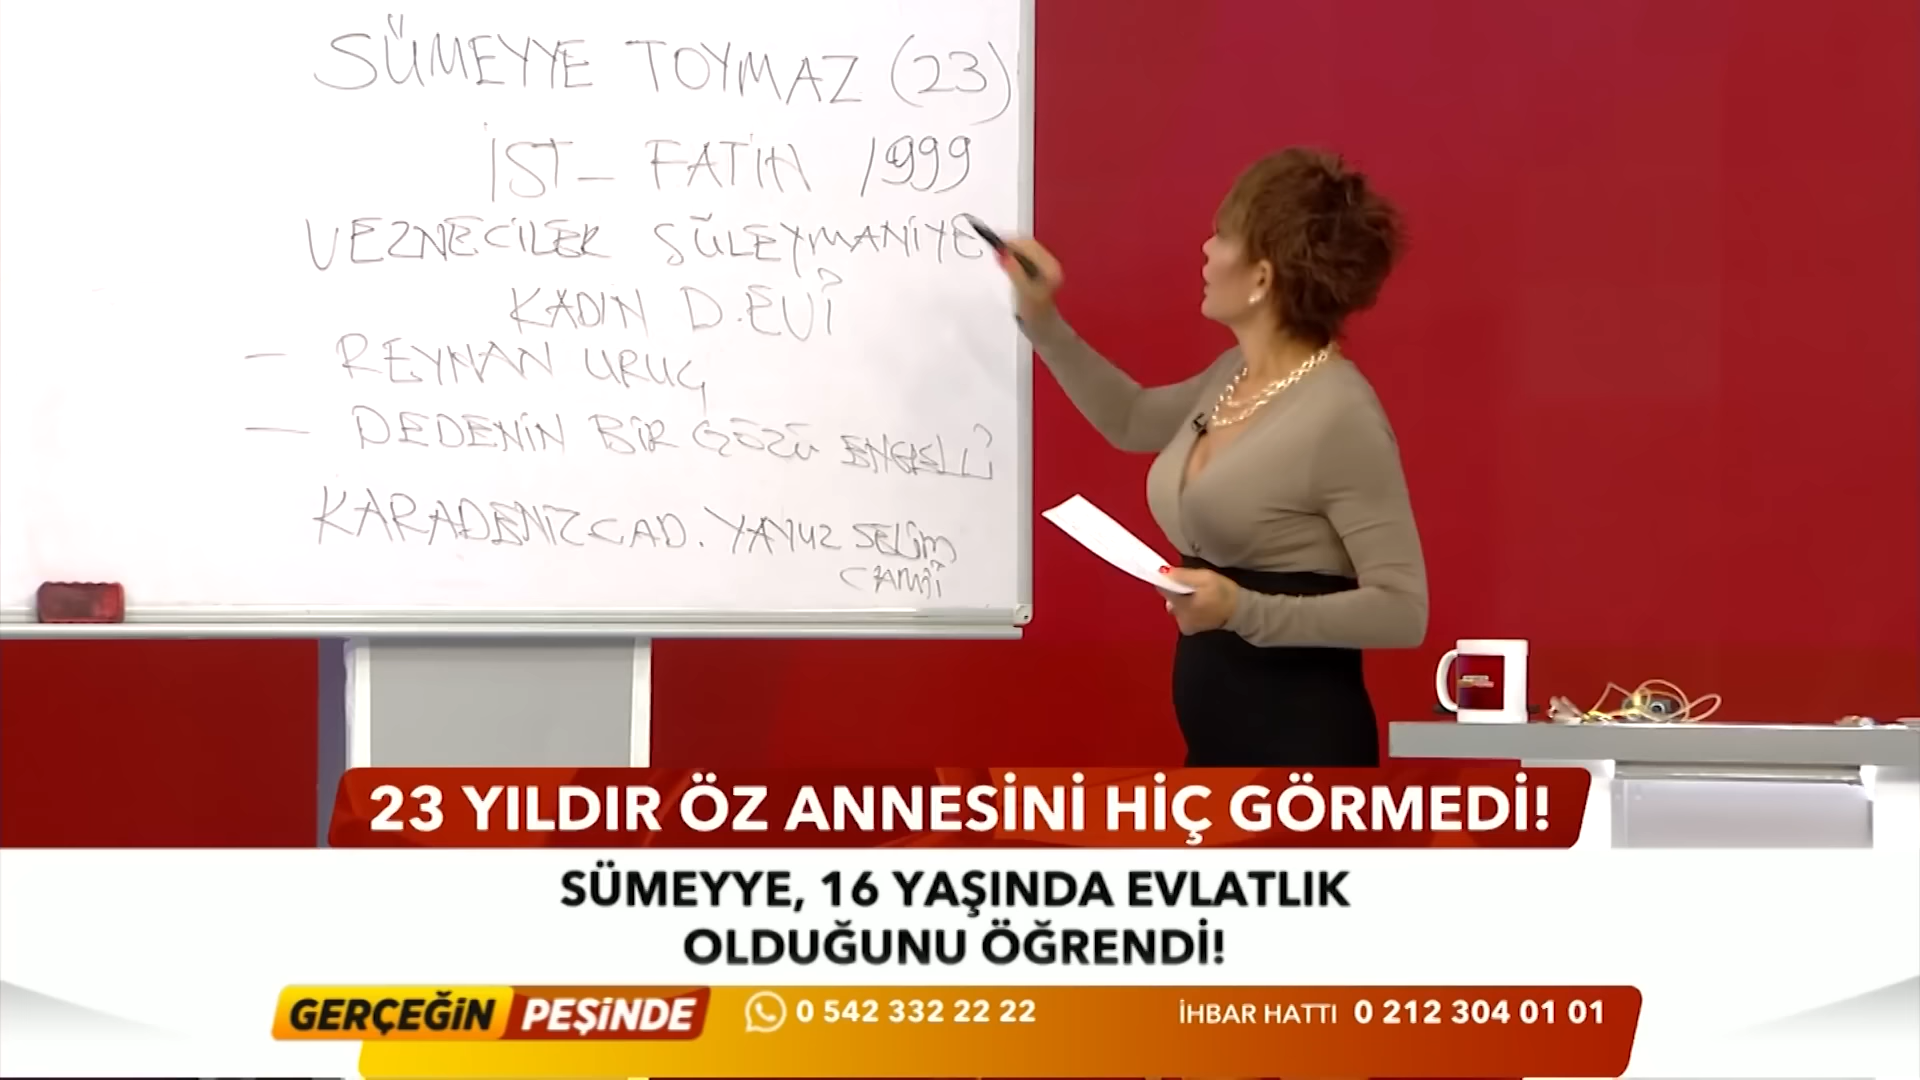 SÜMEYYE TOYMAZ (23)
İST - FATİH 1999
VEZNECİLER SÜLEYMANİYE
KADIN D.EVİ
- REYHAN URUÇ
- DEDENİN BİR GÖZÜ ENGELLİ
KARADENİZ CAD. YAVUZ SELİM
CAMİİ
23 YILDIR ÖZ ANNESİNİ HİÇ GÖRMEDİ!
SÜMEYYE, 16 YAŞINDA EVLATLIK
OLDUĞUNU ÖĞRENDİ!
GERÇEĞİN PEŞİNDE 0 542 332 22 22 İHBAR HATTI 0 212 304 01 01